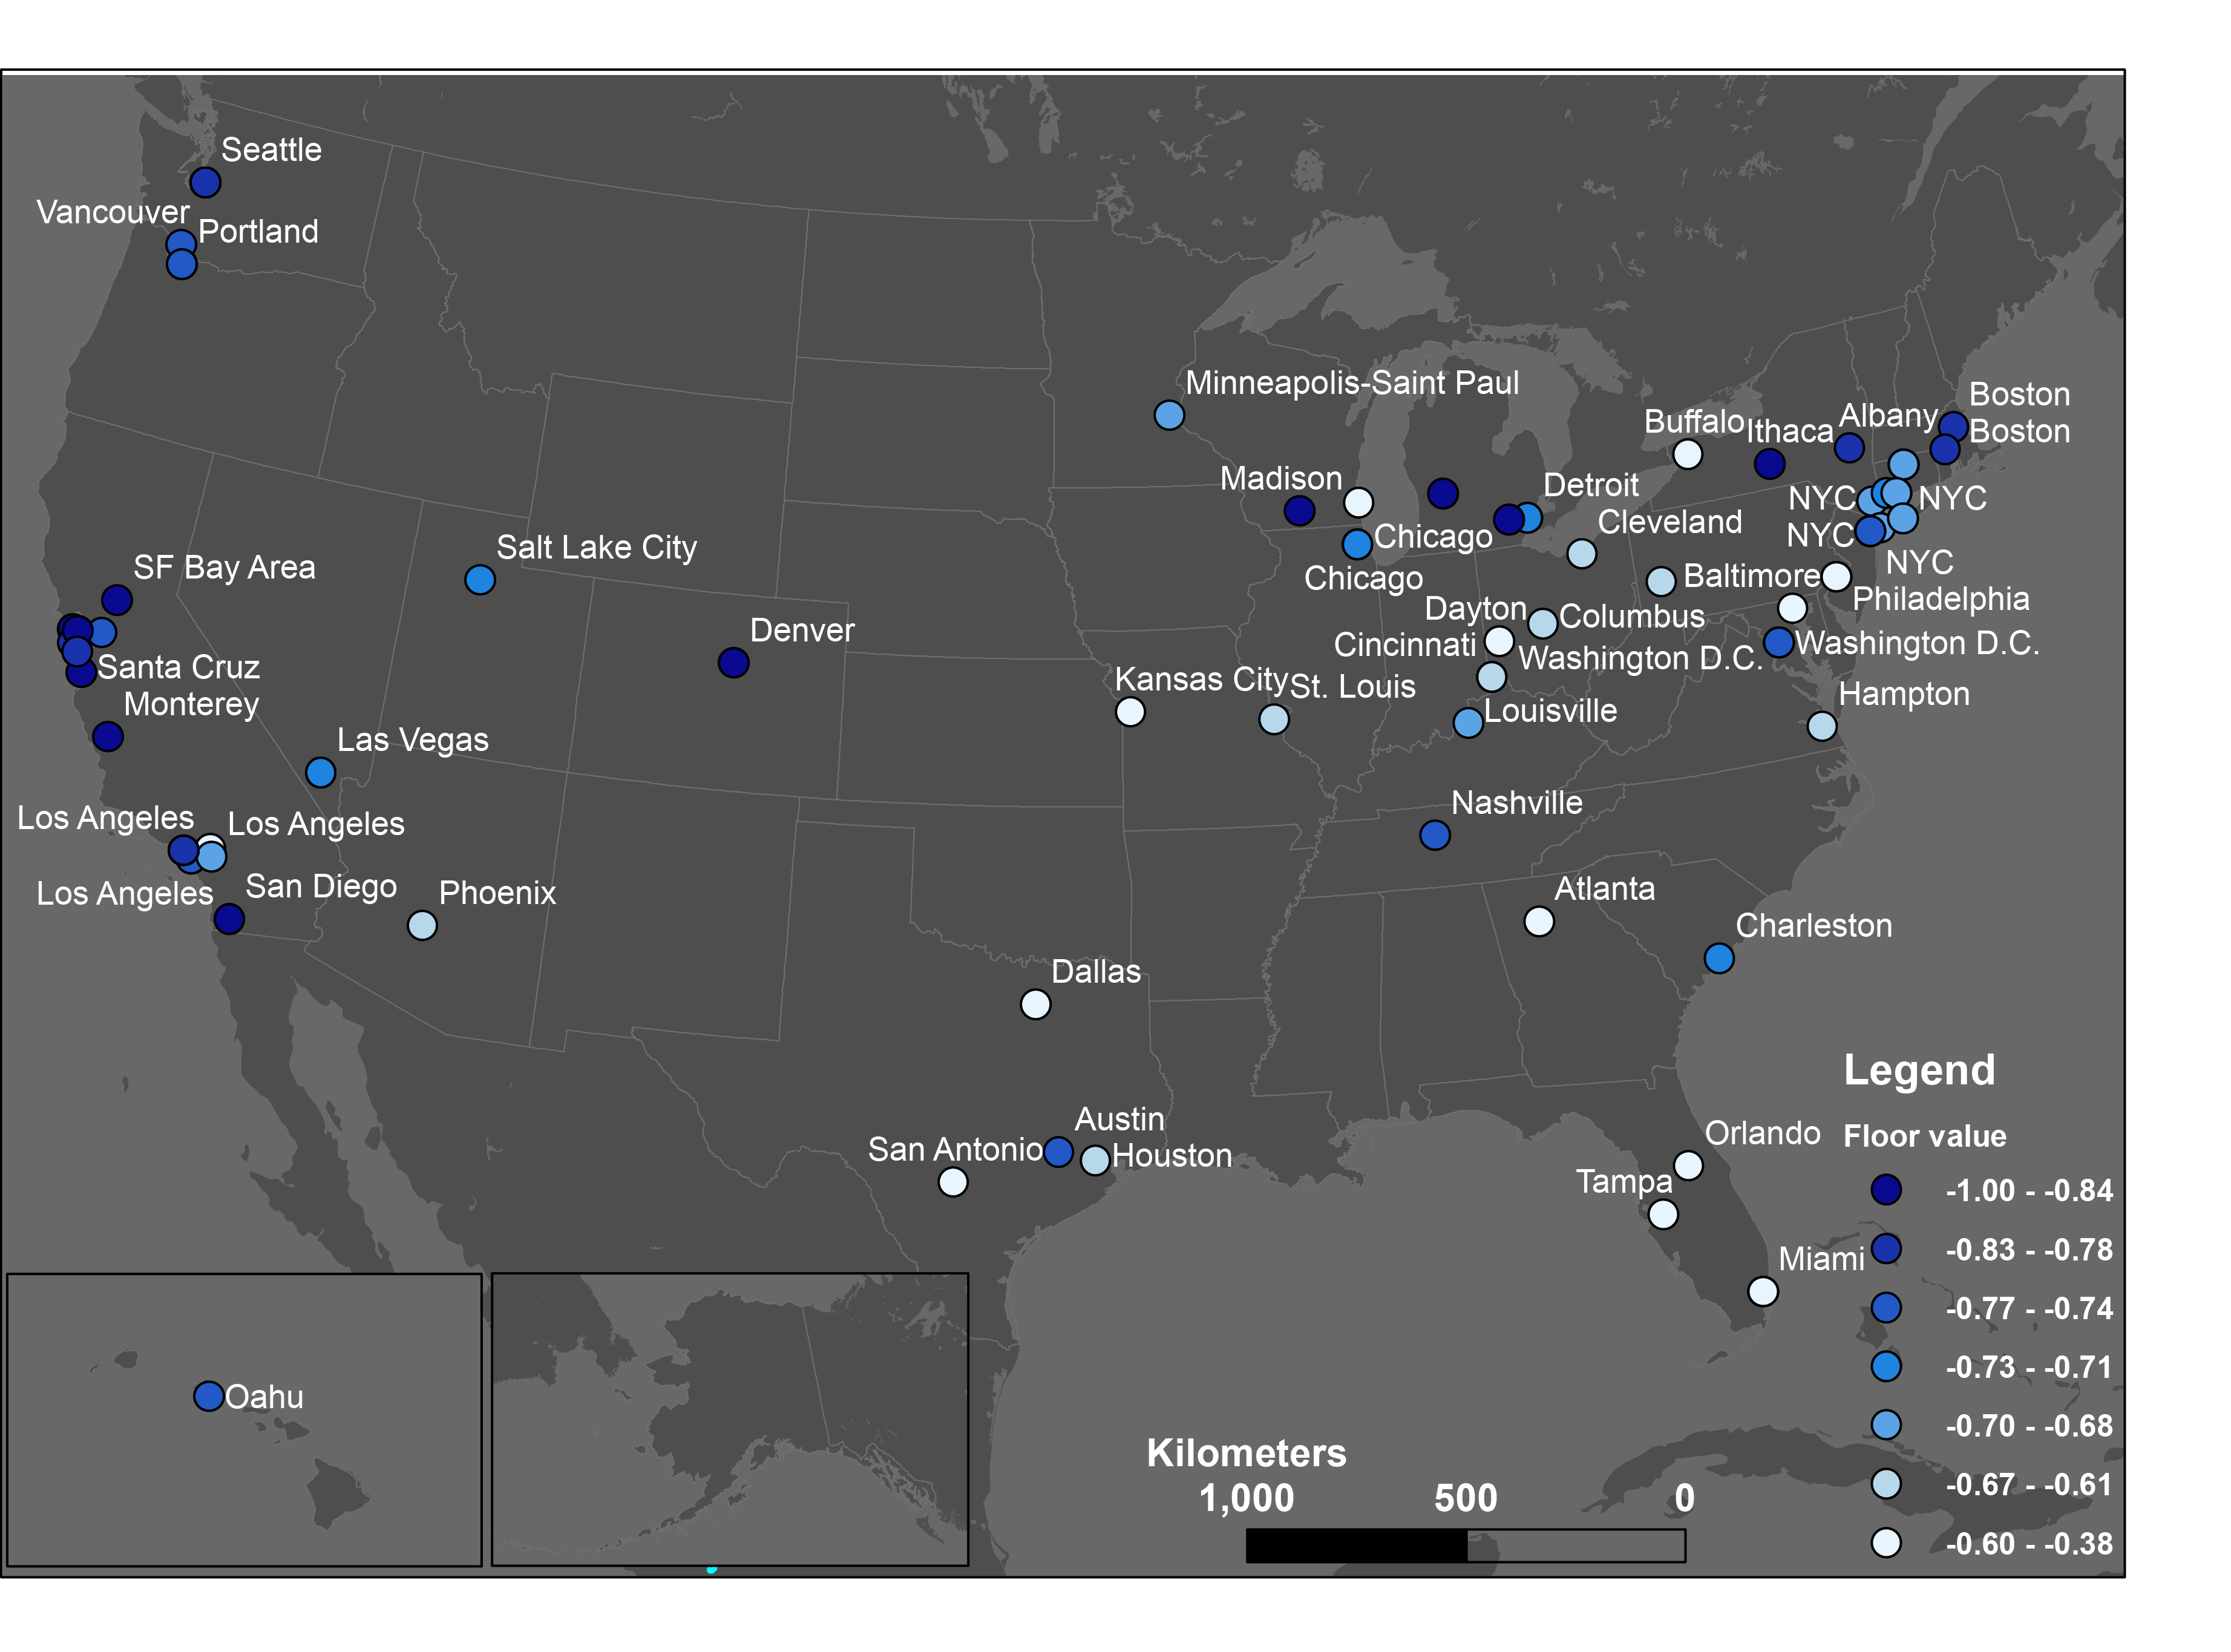 Seattle
Vancouver
Portland
Minneapolis-Saint Paul
Boston
Albany
Buffalo
Ithaca
Boston
Madison
Detroit
NYC
NYC
Cleveland
NYC
Chicago
Salt Lake City
NYC
SF Bay Area
Chicago
Baltimore
Philadelphia
Dayton
Columbus
Denver
Cincinnati
Washington D.C.
Washington D.C.
Santa Cruz
Kansas City
St. Louis
Hampton
Monterey
Louisville
Las Vegas
Nashville
Los Angeles
Los Angeles
Los Angeles
San Diego
Phoenix
Atlanta
Charleston
Dallas
Austin
San Antonio
Houston
Orlando
Tampa
Miami
Oahu
Legend
Floor value
-1.00 - -0.84
-0.83 - -0.78
-0.77 - -0.74
-0.73 - -0.71
-0.70 - -0.68
-0.67 - -0.61
-0.60 - -0.38
Kilometers
1,000 500 0